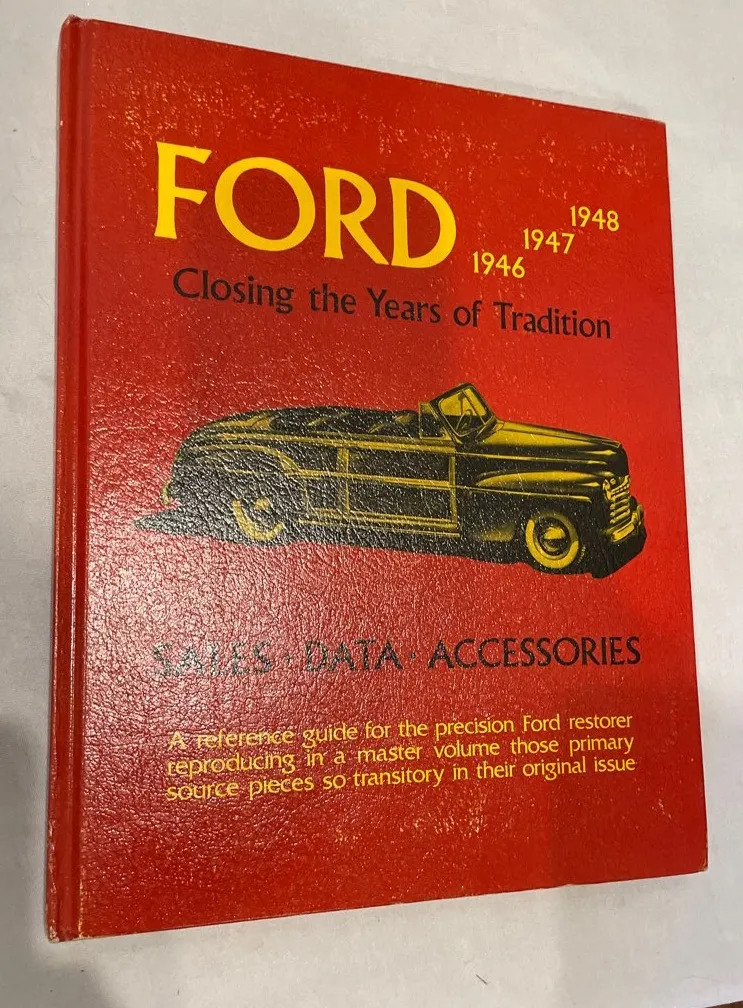 FORD
1946 1947 1948
Closing the Years of Tradition
SALES · DATA · ACCESSORIES
A reference guide for the precision Ford restorer
reproducing in a master volume those primary
source pieces so transitory in their original issue